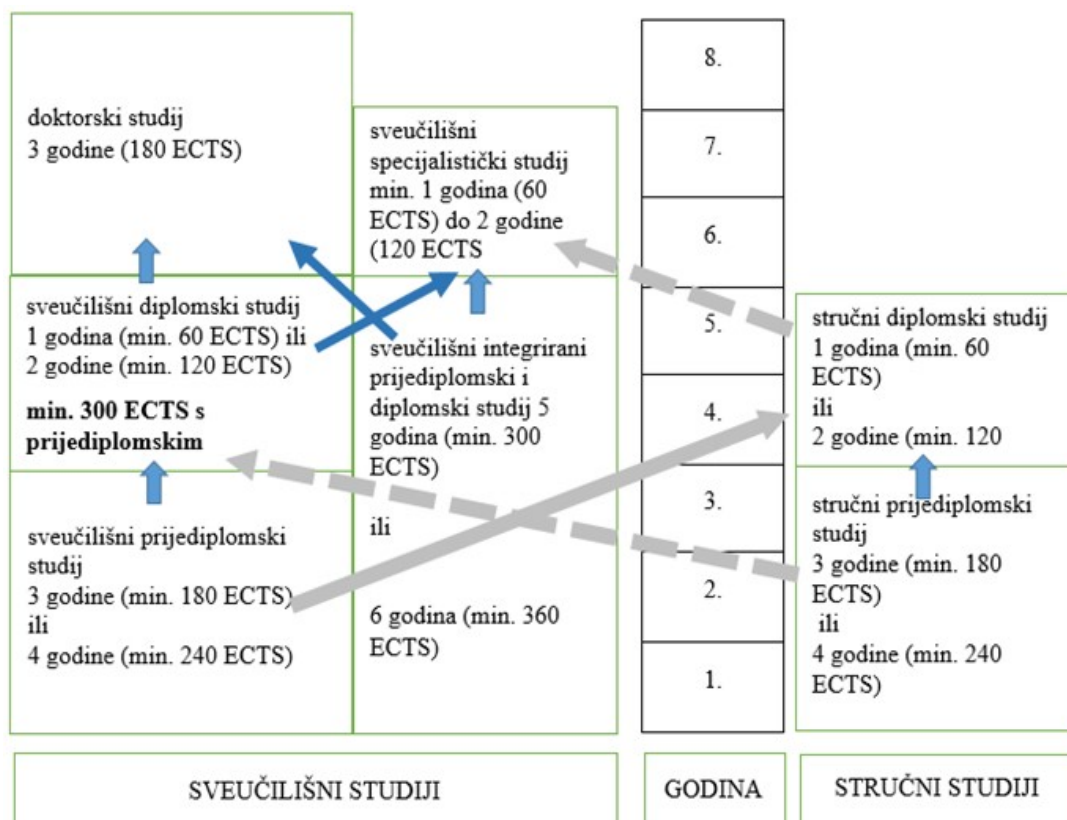 doktorski studij
3 godine (180 ECTS)
sveučilišni
specijalistički studij
min. 1 godina (60
ECTS) do 2 godine
(120 ECTS
sveučilišni diplomski studij
1 godina (min. 60 ECTS) ili
2 godine (min. 120 ECTS)
min. 300 ECTS s
prijediplomskim
sveučilišni integrirani
prijediplomski i
diplomski studij 5
godina (min. 300
ECTS)
ili
6 godina (min. 360
ECTS)
sveučilišni prijediplomski
studij
3 godine (min. 180 ECTS)
ili
4 godine (min. 240 ECTS)
8.
7.
6.
5.
4.
3.
2.
1.
stručni diplomski studij
1 godina (min. 60
ECTS)
ili
2 godine (min. 120
stručni prijediplomski
studij
3 godine (min. 180
ECTS)
ili
4 godine (min. 240
ECTS)
SVEUČILIŠNI STUDIJI
GODINA
STRUČNI STUDIJI